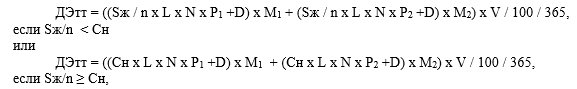 ДЭтт = ((Sж / n x L x N x P1 +D) x M1 + (Sж / n x L x N x P2 +D) x M2) x V / 100 / 365,
если Sж/n < Сн
или
ДЭтт = ((Сн x L x N x P1 +D) x M1 + (Сн x L x N x P2 +D) x M2) x V / 100 / 365,
если Sж/n ≥ Сн,